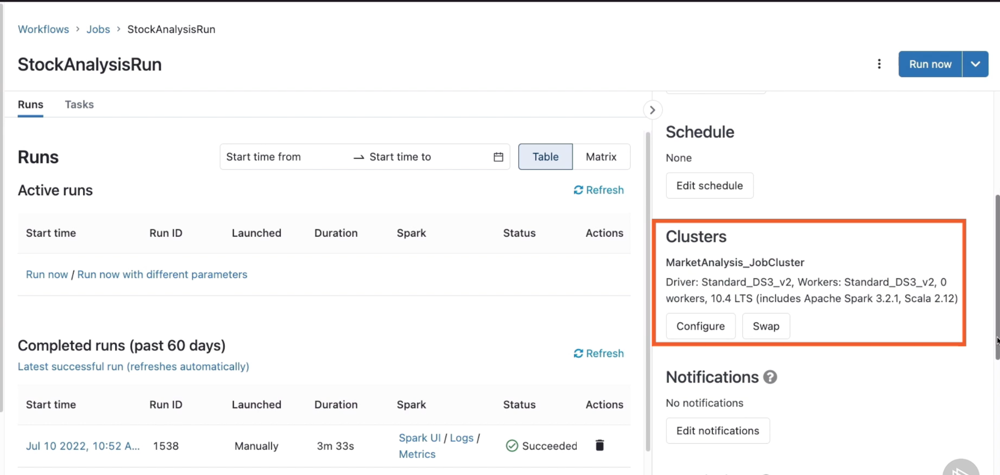 Workflows > Jobs > StockAnalysisRun
StockAnalysisRun
Run now
Runs Tasks
Runs
Start time from → Start time to
Table Matrix
Active runs
Refresh
Start time Run ID Launched Duration Spark Status Actions
Run now / Run now with different parameters
Completed runs (past 60 days)
Refresh
Latest successful run (refreshes automatically)
Start time Run ID Launched Duration Spark Status Actions
Jul 10 2022, 10:52 A... 1538 Manually 3m 33s Spark UI / Logs / Succeeded
Metrics
Schedule
None
Edit schedule
Clusters
MarketAnalysis_JobCluster
Driver: Standard_DS3_v2, Workers: Standard_DS3_v2, 0
workers, 10.4 LTS (includes Apache Spark 3.2.1, Scala 2.12)
Configure Swap
Notifications ?
No notifications
Edit notifications